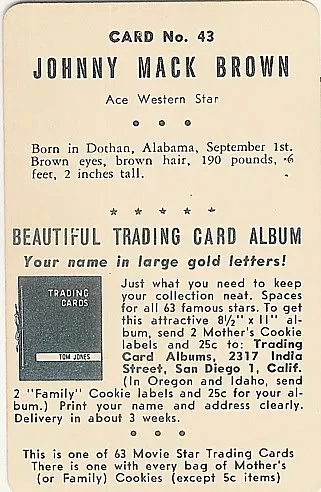 CARD No. 43
JOHNNY MACK BROWN
Ace Western Star
Born in Dothan, Alabama, September 1st.
Brown eyes, brown hair, 190 pounds, 6
feet, 2 inches tall.
BEAUTIFUL TRADING CARD ALBUM
Your name in large gold letters!
TRADING
CARDS
TOM JONES
Just what you need to keep
your collection neat. Spaces
for all 63 famous stars. To get
this attractive 8½" x 11" al-
bum, send 2 Mother's Cookie
labels and 25c to: Trading
Card Albums, 2317 India
Street, San Diego 1, Calif.
(In Oregon and Idaho, send
2 "Family" Cookie labels and 25c for your al-
bum.) Print your name and address clearly.
Delivery in about 3 weeks.
This is one of 63 Movie Star Trading Cards
There is one with every bag of Mother's
(or Family) Cookies (except 5c items)